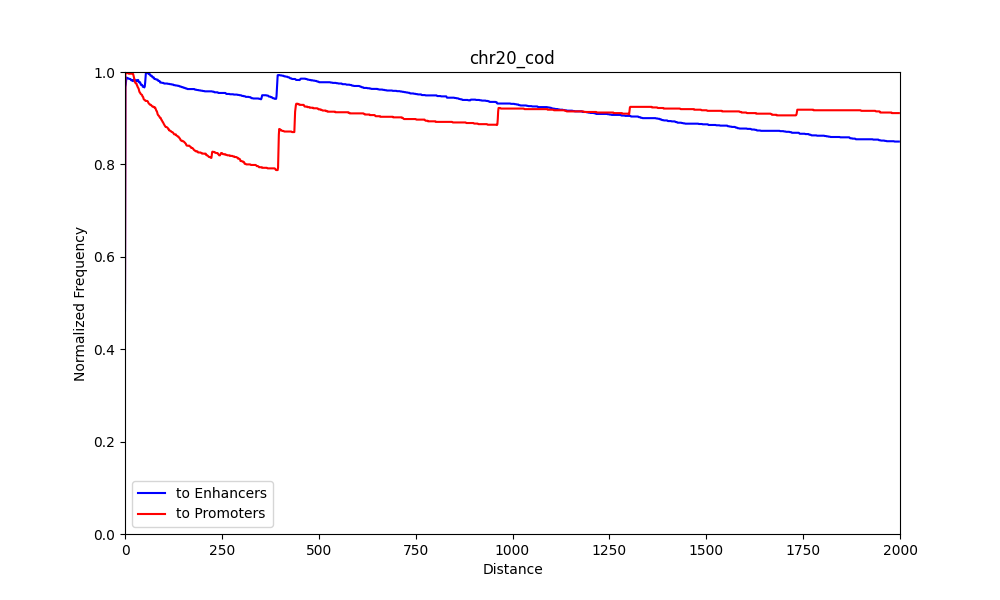 chr20_cod
Normalized Frequency
1.0
0.8
0.6
0.4
0.2
0.0
to Enhancers
to Promoters
0 250 500 750 1000 1250 1500 1750 2000
Distance